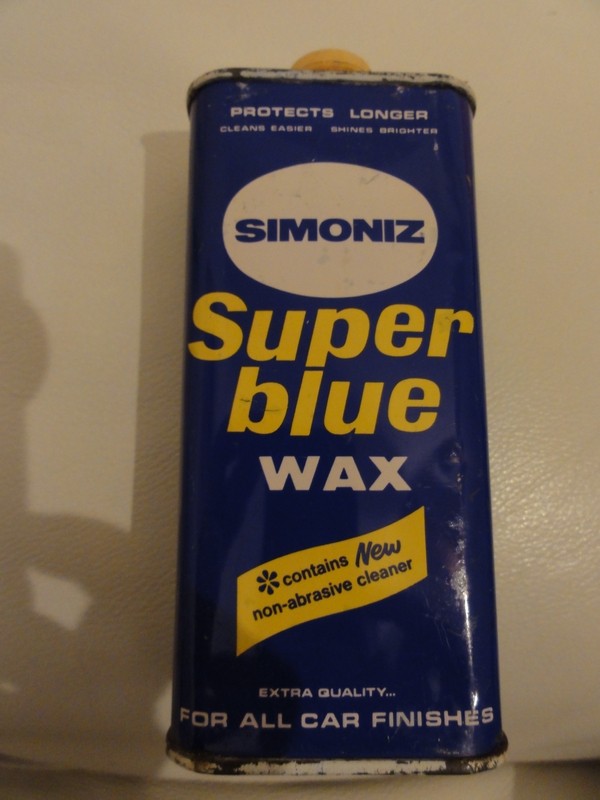 PROTECTS LONGER
CLEANS EASIER SHINES BRIGHTER
SIMONIZ
Super
blue
WAX
* contains New
non-abrasive cleaner
EXTRA QUALITY...
FOR ALL CAR FINISHES